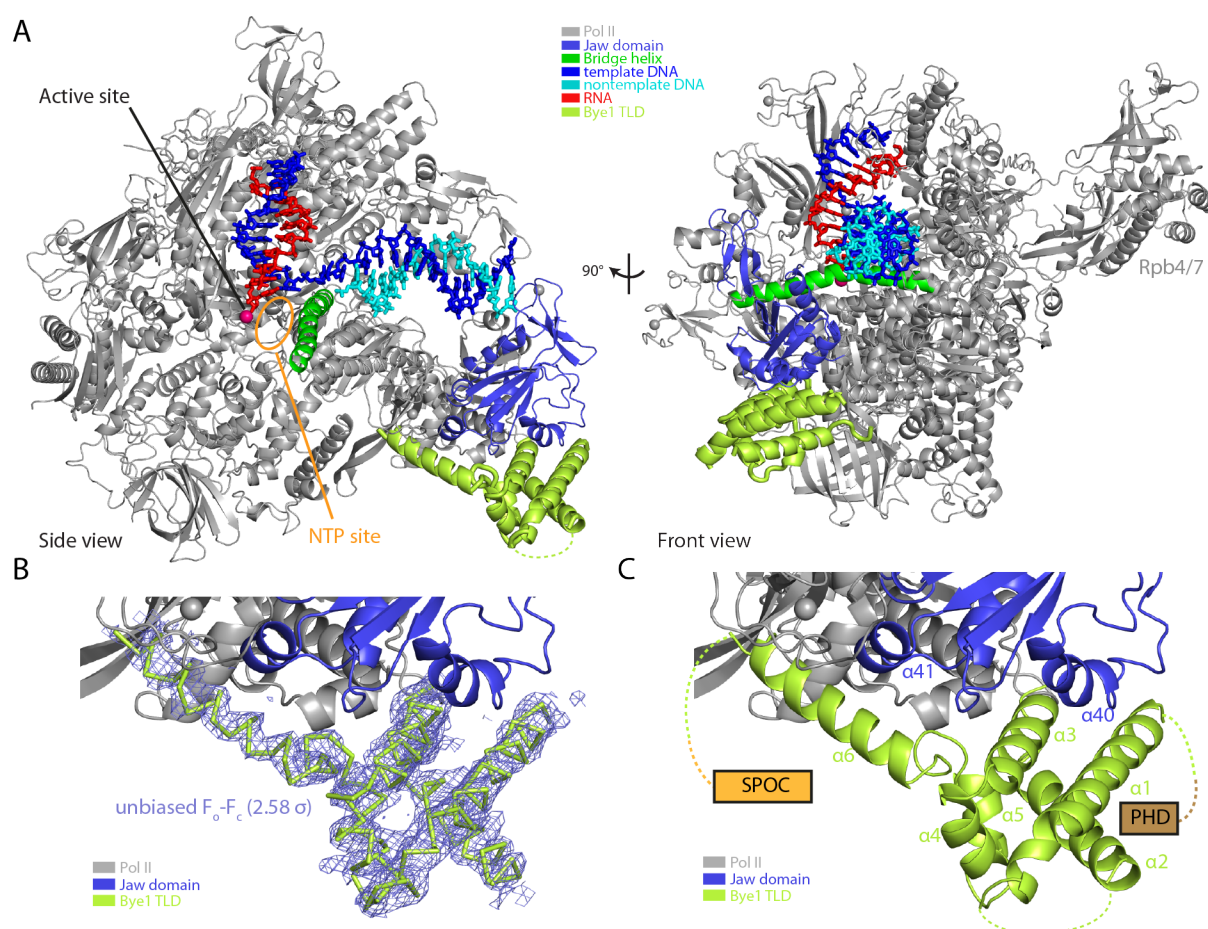 A
Pol II
Jaw domain
Bridge helix
template DNA
nontemplate DNA
RNA
Bye1 TLD
Active site
90°
Rpb4/7
Side view
NTP site
Front view
B
C
unbiased Fo-Fc (2.58 σ)
Pol II
Jaw domain
Bye1 TLD
α41
α40
α3
α6
α1
SPOC
PHD
α5
α4
α2
Pol II
Jaw domain
Bye1 TLD